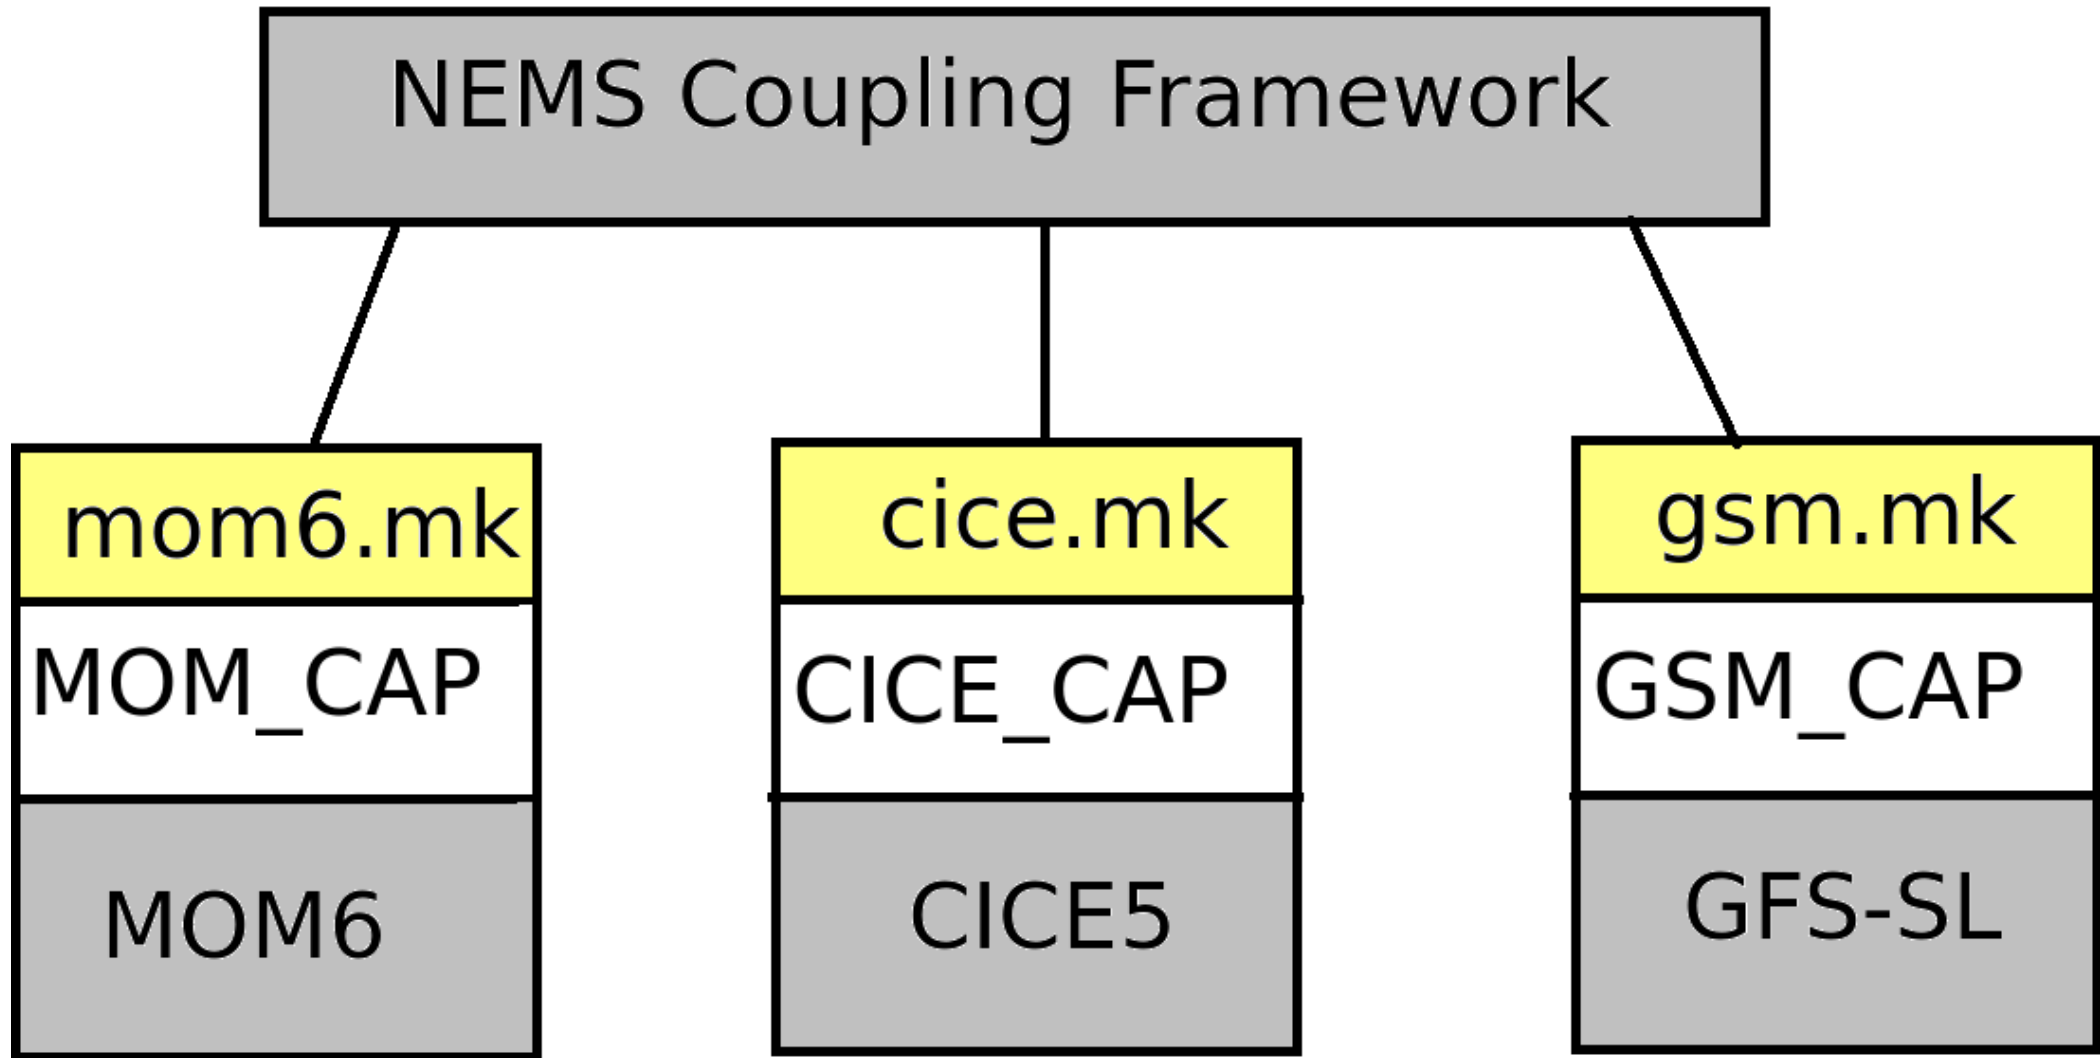 NEMS Coupling Framework
mom6.mk
MOM_CAP
MOM6
cice.mk
CICE_CAP
CICE5
gsm.mk
GSM_CAP
GFS-SL